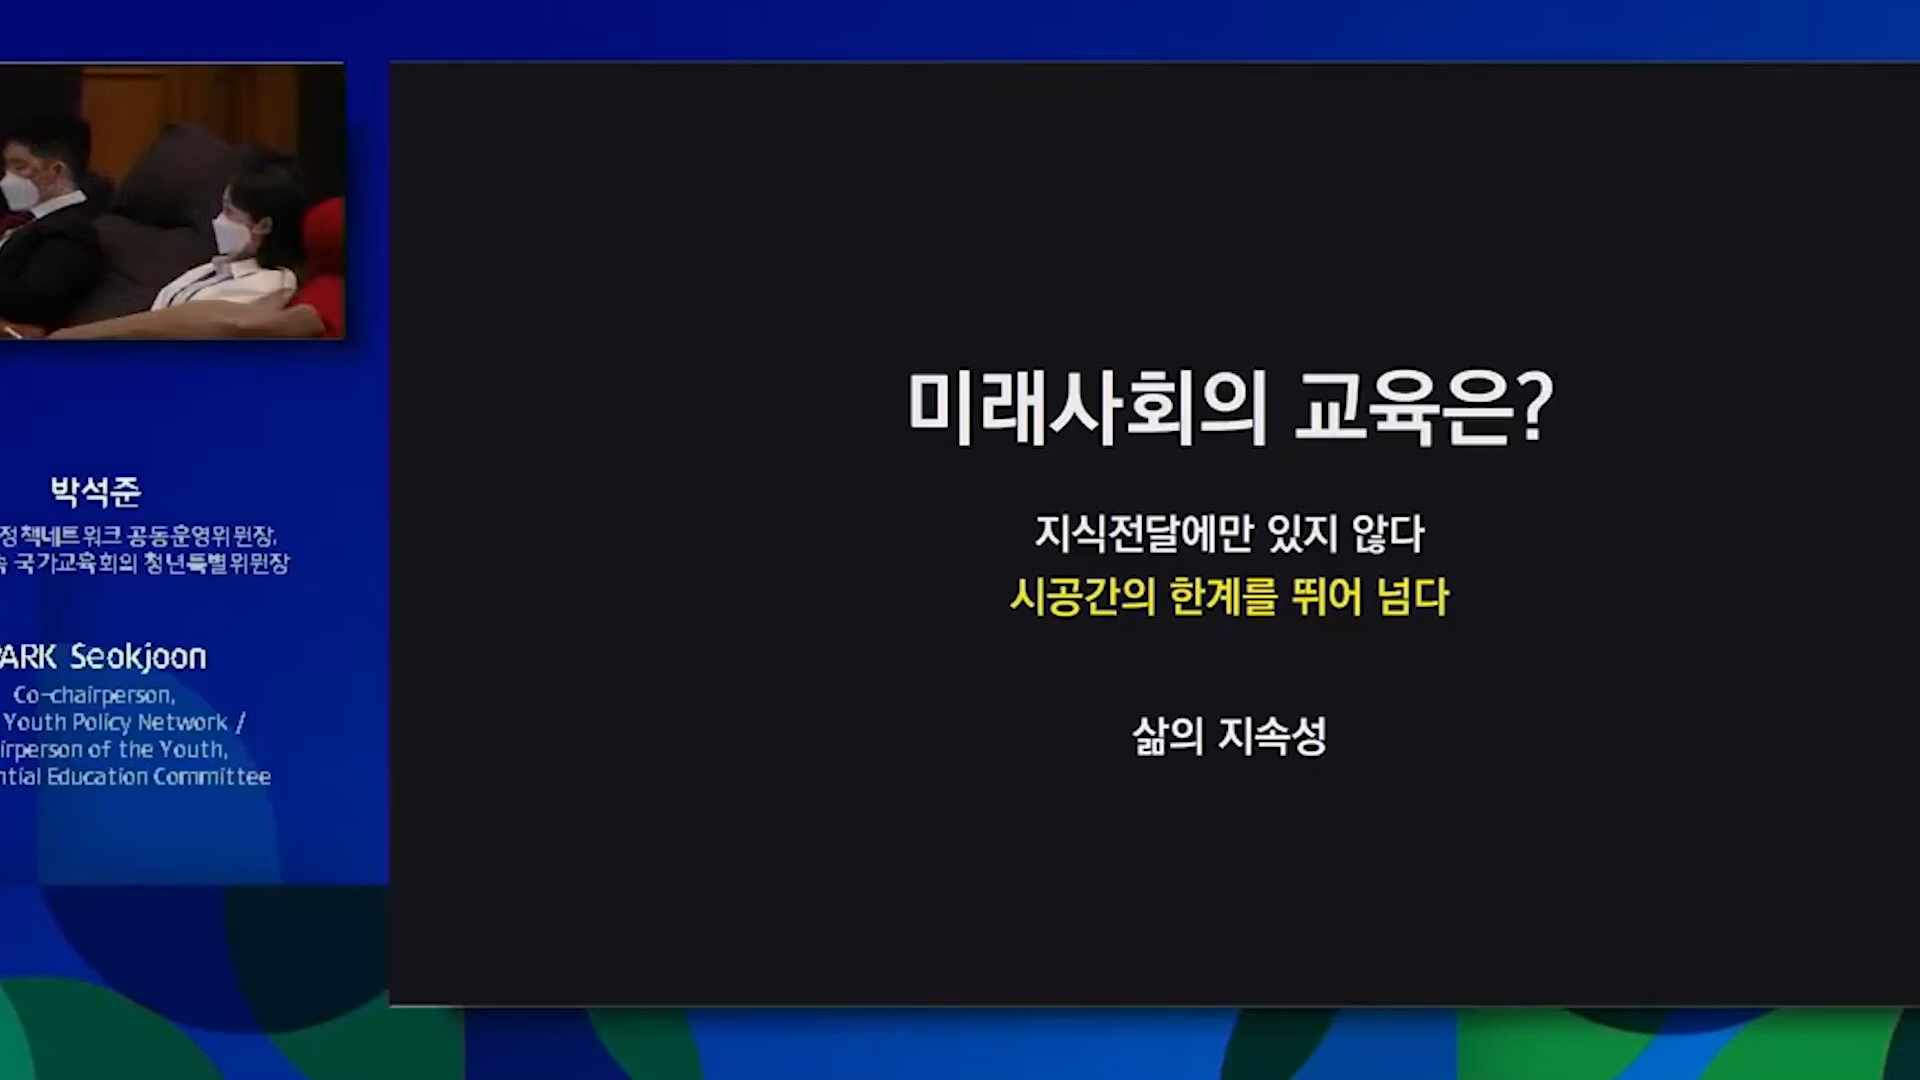 박석준
정책네트워크 공동운영위원장,
국가교육회의 청년특별위원장
PARK Seokjoon
Co-chairperson,
Youth Policy Network /
irperson of the Youth,
ntial Education Committee
미래사회의 교육은?
지식전달에만 있지 않다
시공간의 한계를 뛰어 넘다
삶의 지속성